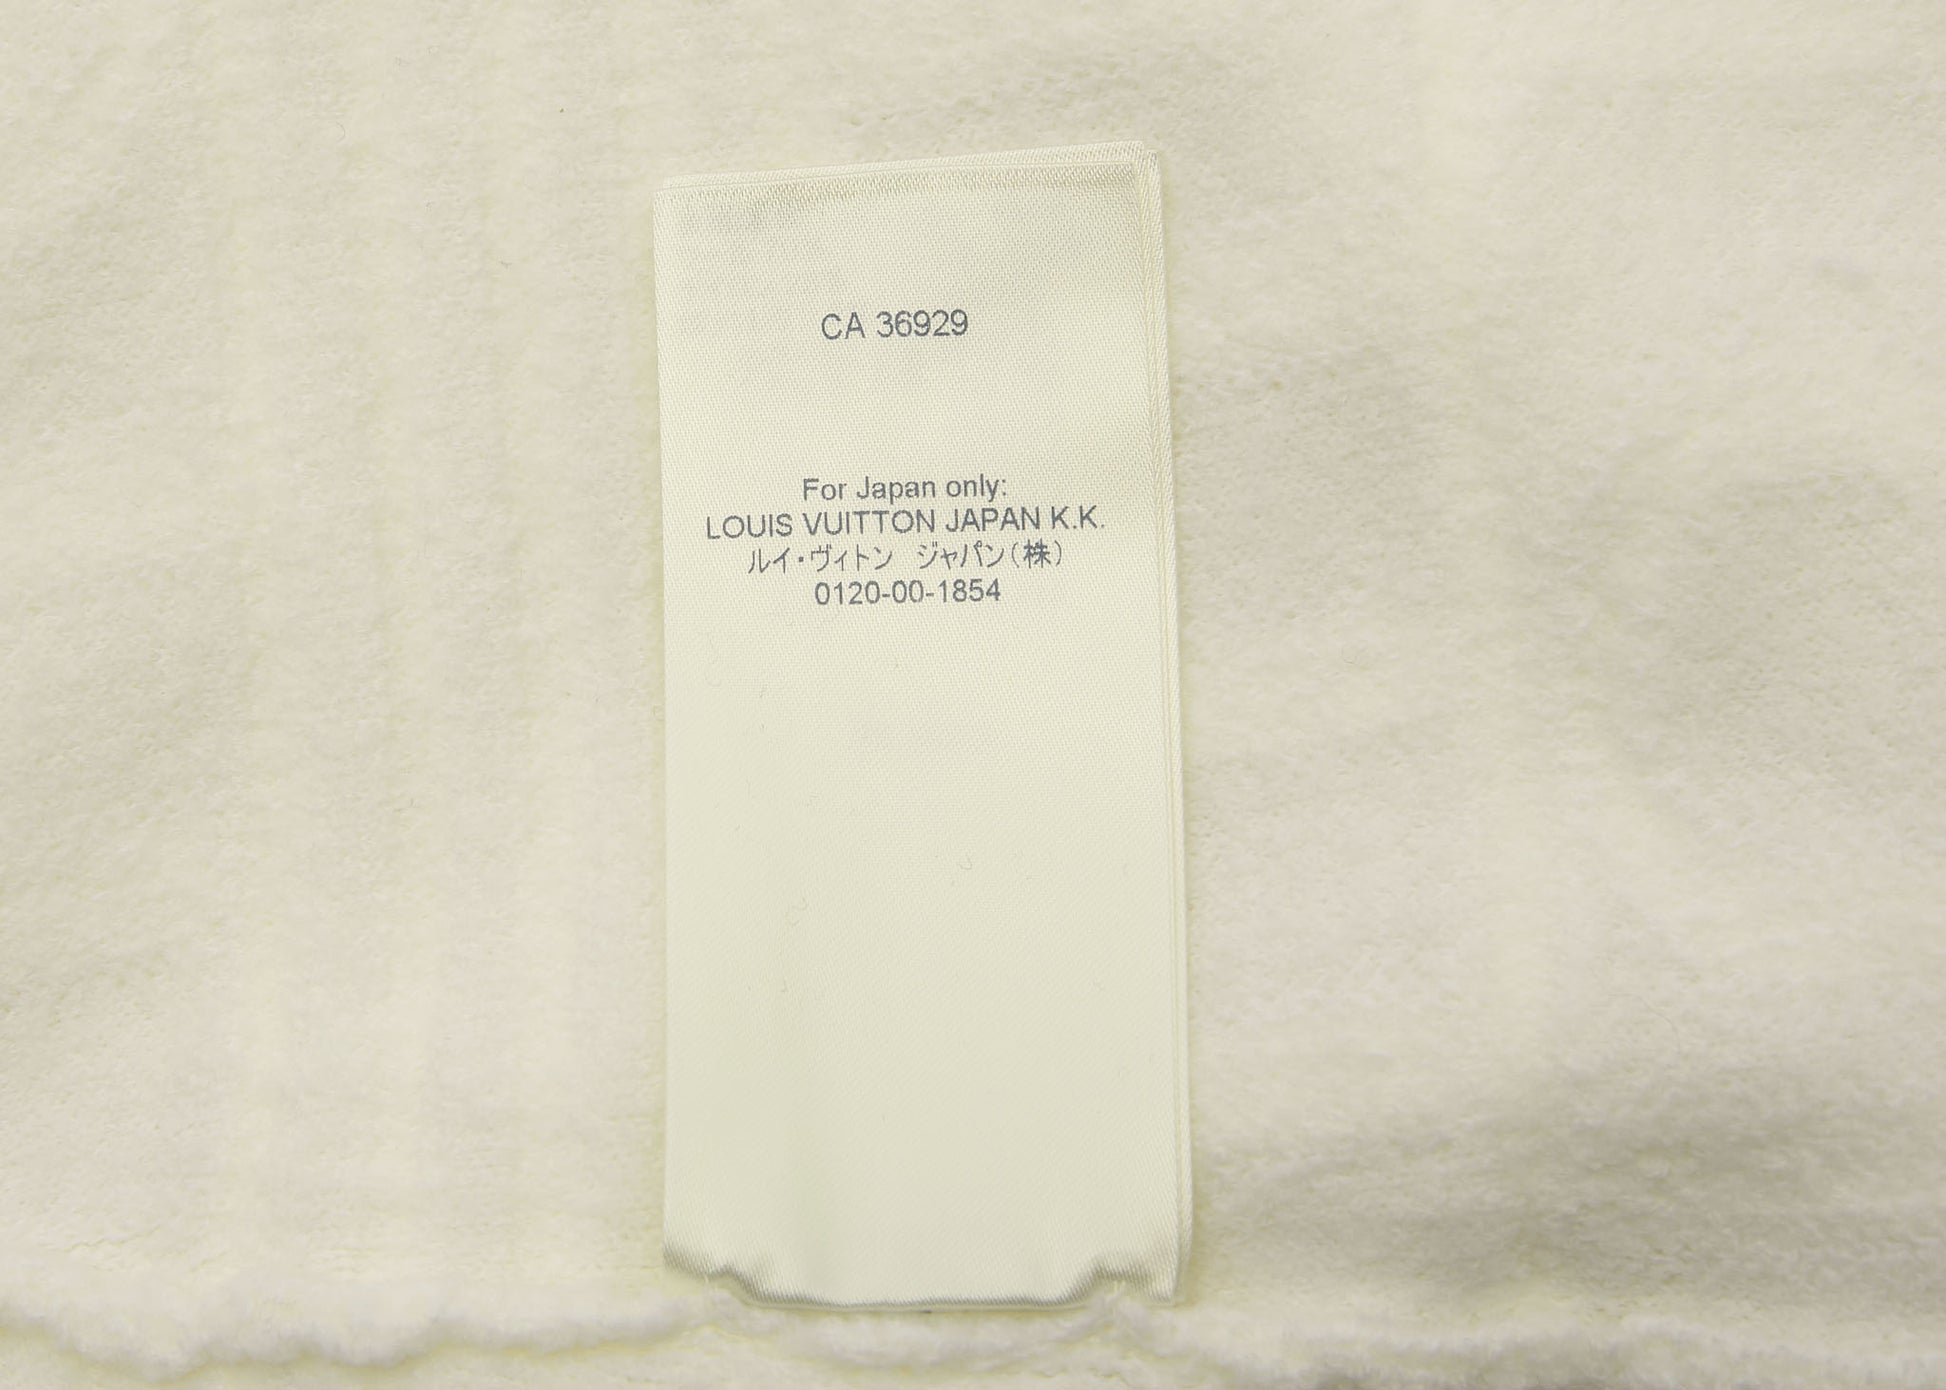 CA 36929
For Japan only:
LOUIS VUITTON JAPAN K.K.
ルイ・ヴィトン　ジャパン(株)
0120-00-1854